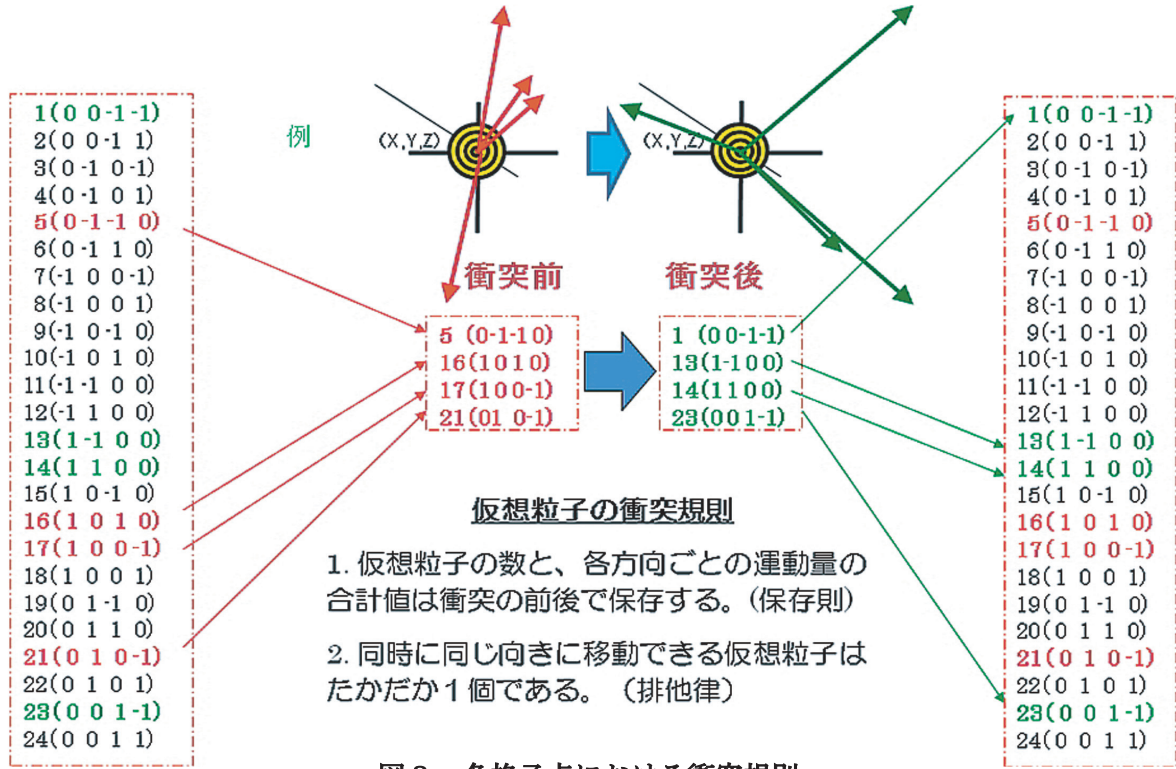 1(0 0-1-1)
2(0 0-1 1)
3(0-1 0-1)
4(0-1 0 1)
5(0-1-1 0)
6(0-1 1 0)
7(-1 0 0-1)
8(-1 0 0 1)
9(-1 0-1 0)
10(-1 0 1 0)
11(-1-1 0 0)
12(-1 1 0 0)
13(1-1 0 0)
14(1 1 0 0)
15(1 0-1 0)
16(1 0 1 0)
17(1 0 0-1)
18(1 0 0 1)
19(0 1-1 0)
20(0 1 1 0)
21(0 1 0-1)
22(0 1 0 1)
23(0 0 1-1)
24(0 0 1 1)
例
(X,Y,Z)
(X,Y,Z)
衝突前
衝突後
5 (0-1-10)
16(1010)
17(100-1)
21(01 0-1)
1 (00-1-1)
13(1-100)
14(1100)
23(001-1)
仮想粒子の衝突規則
1. 仮想粒子の数と、各方向ごとの運動量の
合計値は衝突の前後で保存する。(保存則)
2. 同時に同じ向きに移動できる仮想粒子は
たかだか1個である。（排他律）
1(0 0-1-1)
2(0 0-1 1)
3(0-1 0-1)
4(0-1 0 1)
5(0-1-1 0)
6(0-1 1 0)
7(-1 0 0-1)
8(-1 0 0 1)
9(-1 0-1 0)
10(-1 0 1 0)
11(-1-1 0 0)
12(-1 1 0 0)
13(1-1 0 0)
14(1 1 0 0)
15(1 0-1 0)
16(1 0 1 0)
17(1 0 0-1)
18(1 0 0 1)
19(0 1-1 0)
20(0 1 1 0)
21(0 1 0-1)
22(0 1 0 1)
23(0 0 1-1)
24(0 0 1 1)